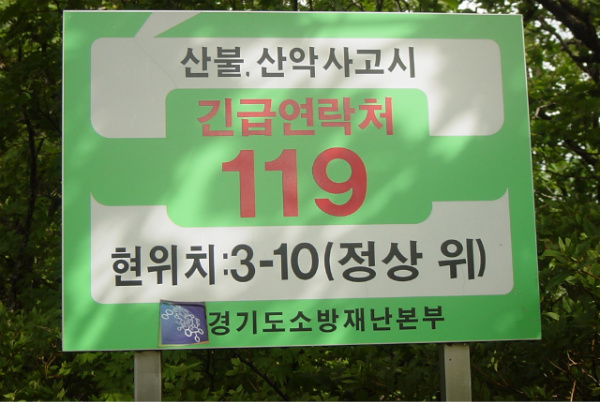 산불, 산악사고시
긴급연락처
119
현위치:3-10(정상 위)
경기도소방재난본부